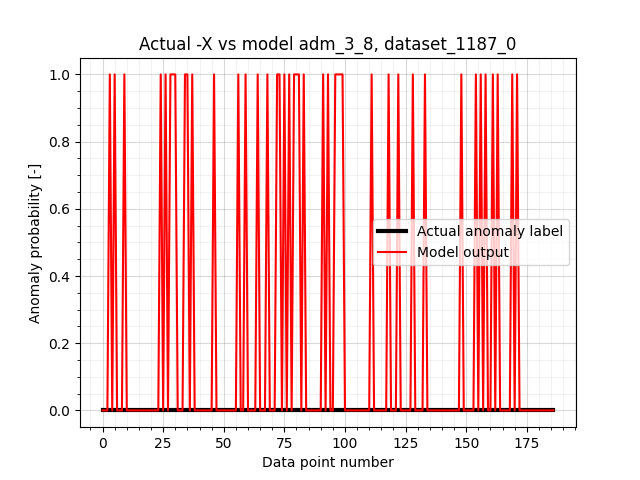 Actual -X vs model adm_3_8, dataset_1187_0
Anomaly probability [-]
1.0
0.8
0.6
0.4
0.2
0.0
Actual anomaly label
Model output
0 25 50 75 100 125 150 175
Data point number